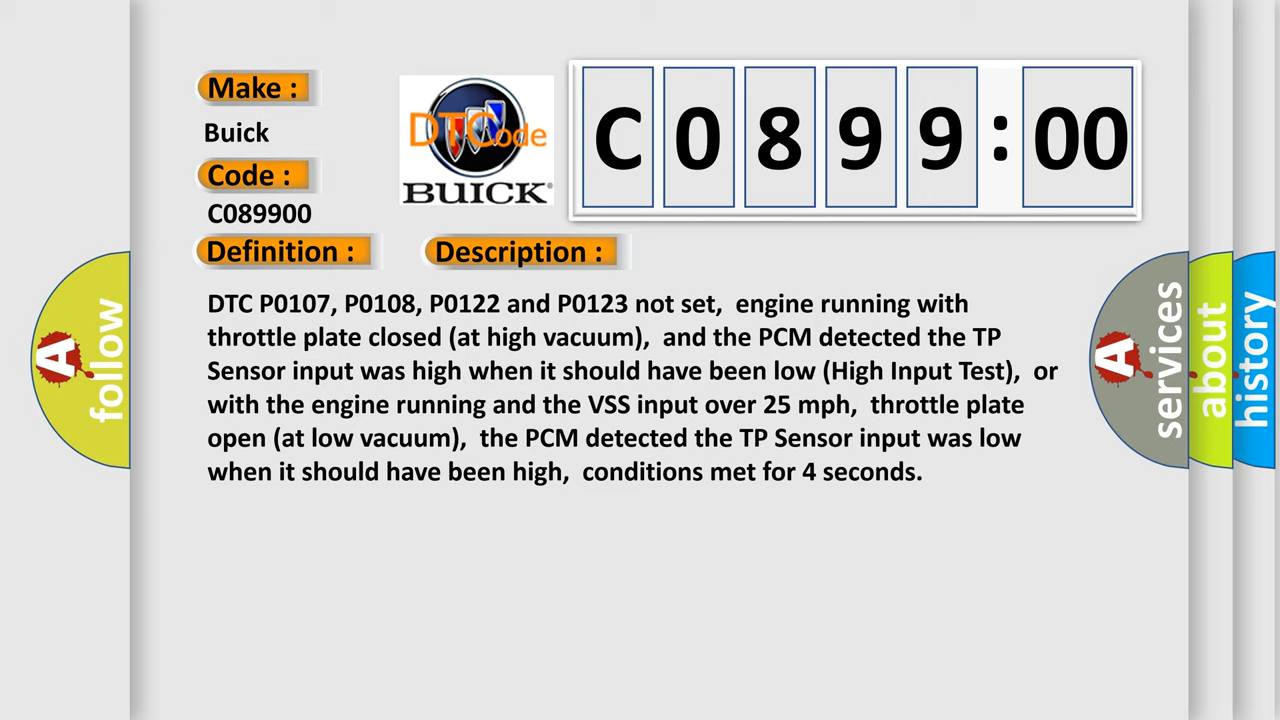 Make :
Buick
Code :
C089900
Definition :
Description :
DTCode
BUICK®
C0899:00
DTC P0107, P0108, P0122 and P0123 not set,  engine running with
throttle plate closed (at high vacuum),  and the PCM detected the TP
Sensor input was high when it should have been low (High Input Test),  or
with the engine running and the VSS input over 25 mph,  throttle plate
open (at low vacuum),  the PCM detected the TP Sensor input was low
when it should have been high,  conditions met for 4 seconds.
A follow
A services
about
history